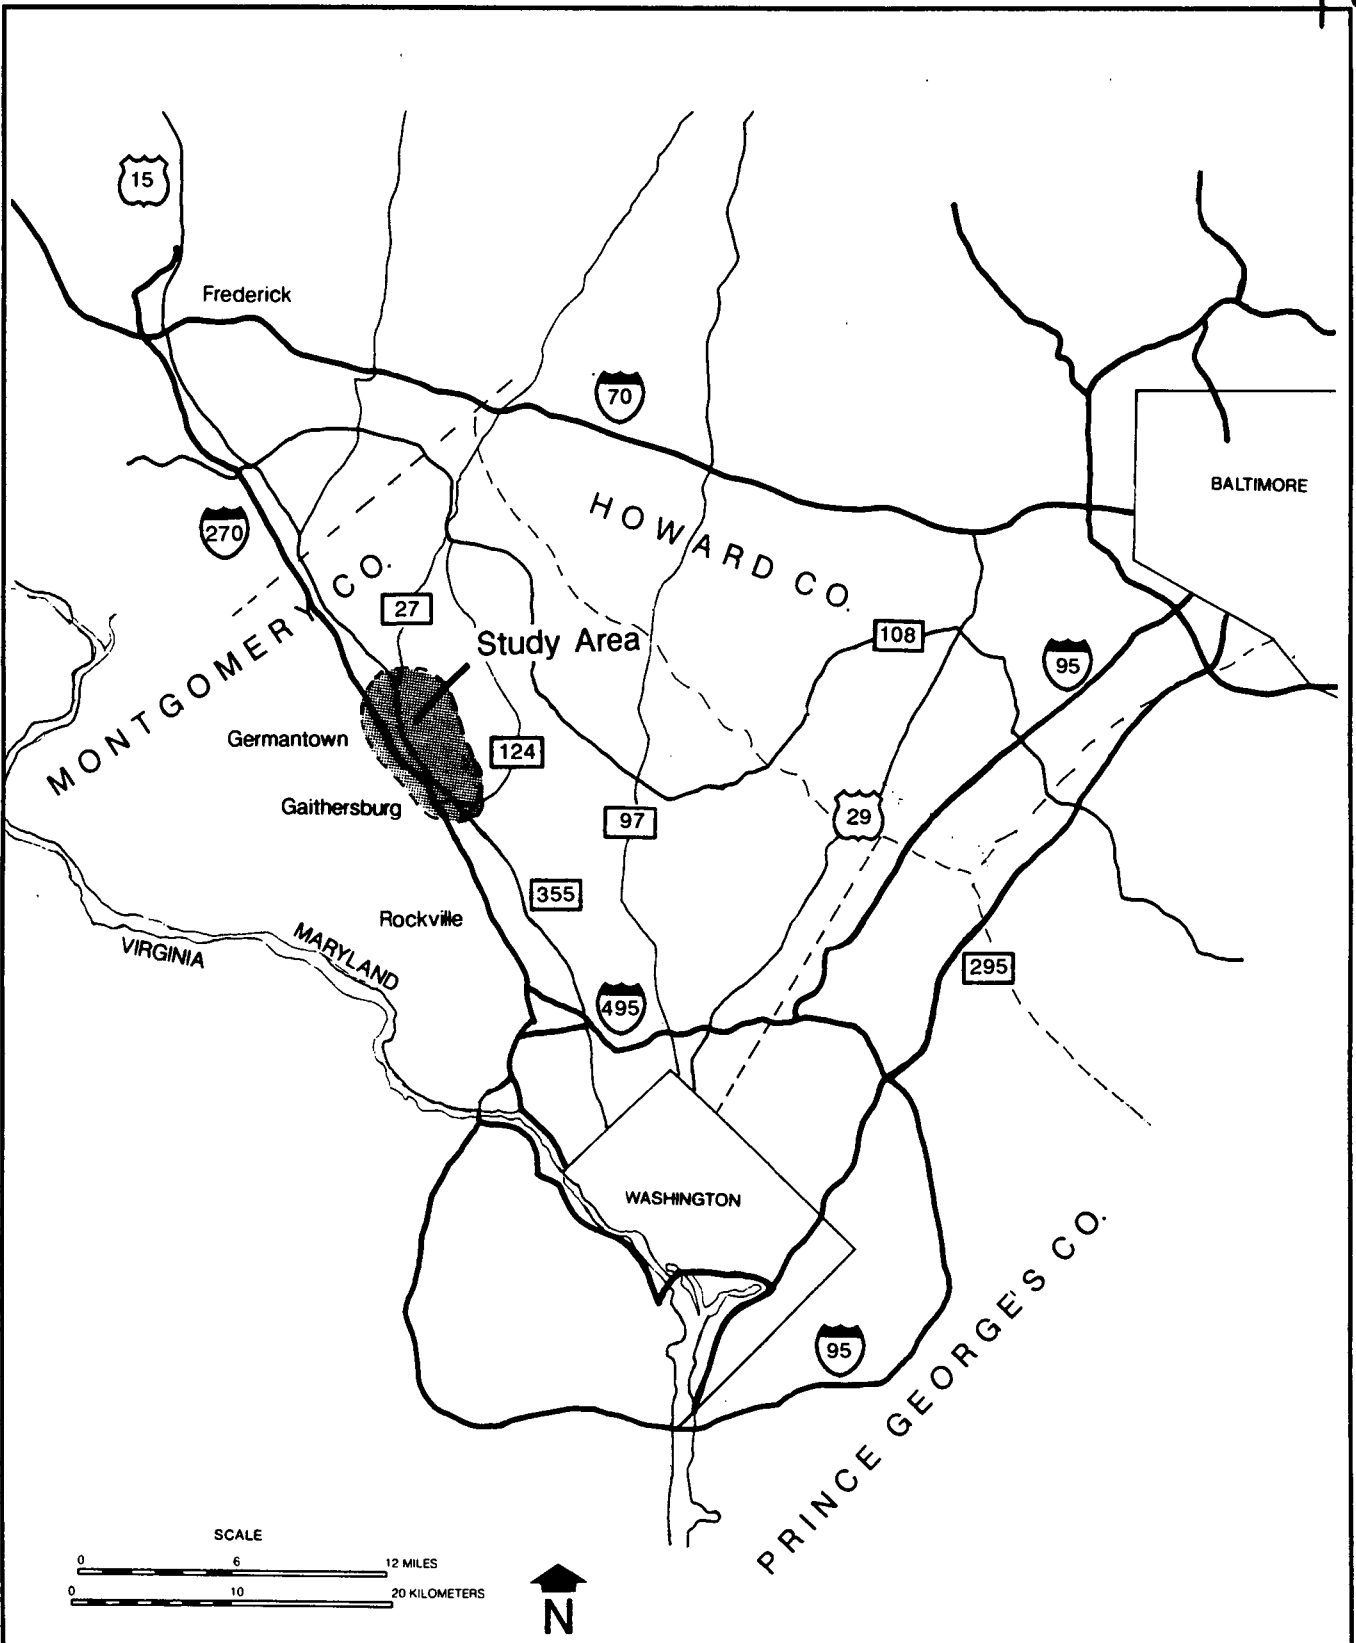 15
Frederick
70
BALTIMORE
270
HOWARD CO.
MONTGOMERY CO.
27
108
Study Area
95
Germantown
124
Gaithersburg
97
29
355
Rockville
MARYLAND
VIRGINIA
295
495
WASHINGTON
PRINCE GEORGE'S CO.
95
SCALE
0 6 12 MILES
0 10 20 KILOMETERS
N